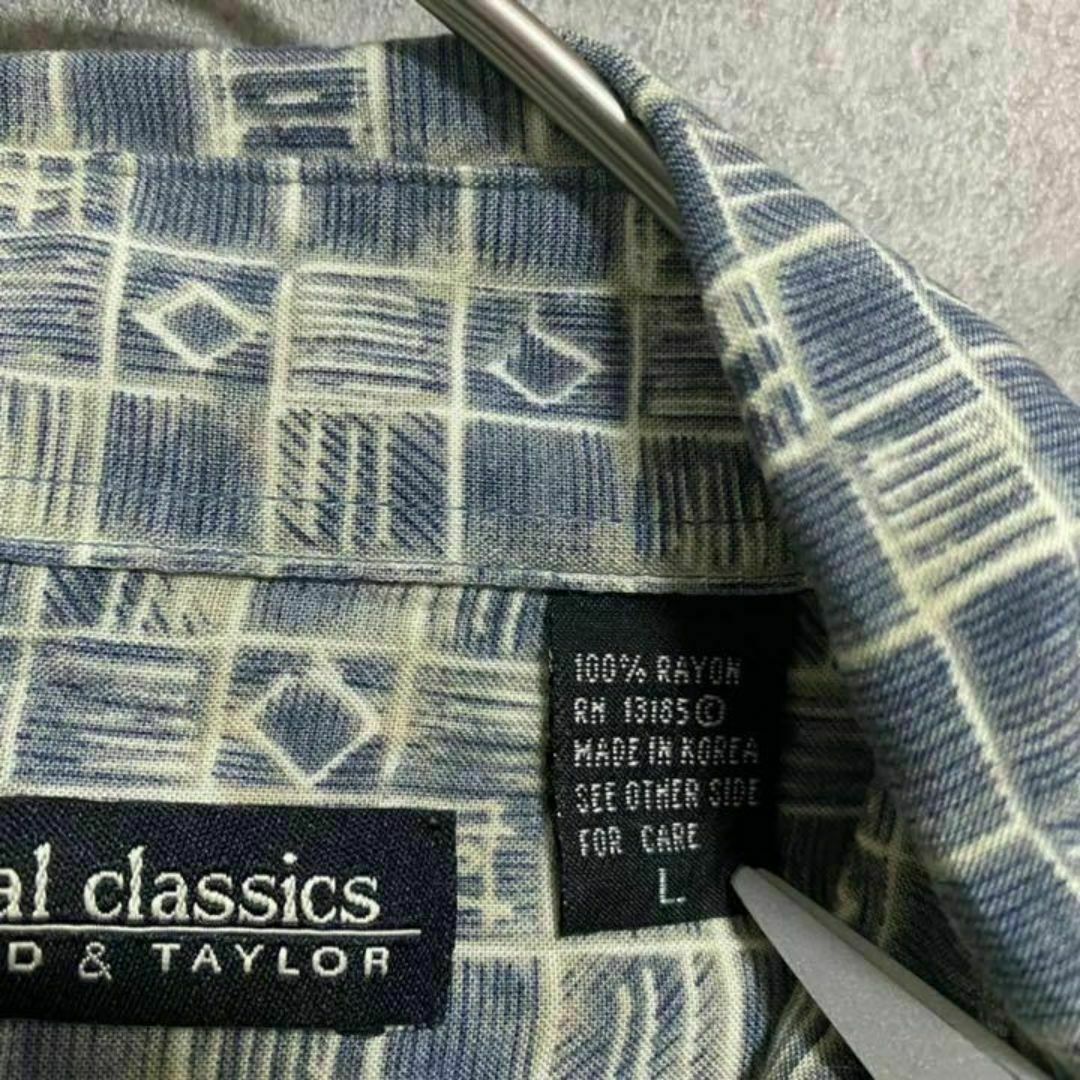 al classics
D & TAYLOR
100% RAYON
RN 13185 ©
MADE IN KOREA
SEE OTHER SIDE
FOR CARE
L